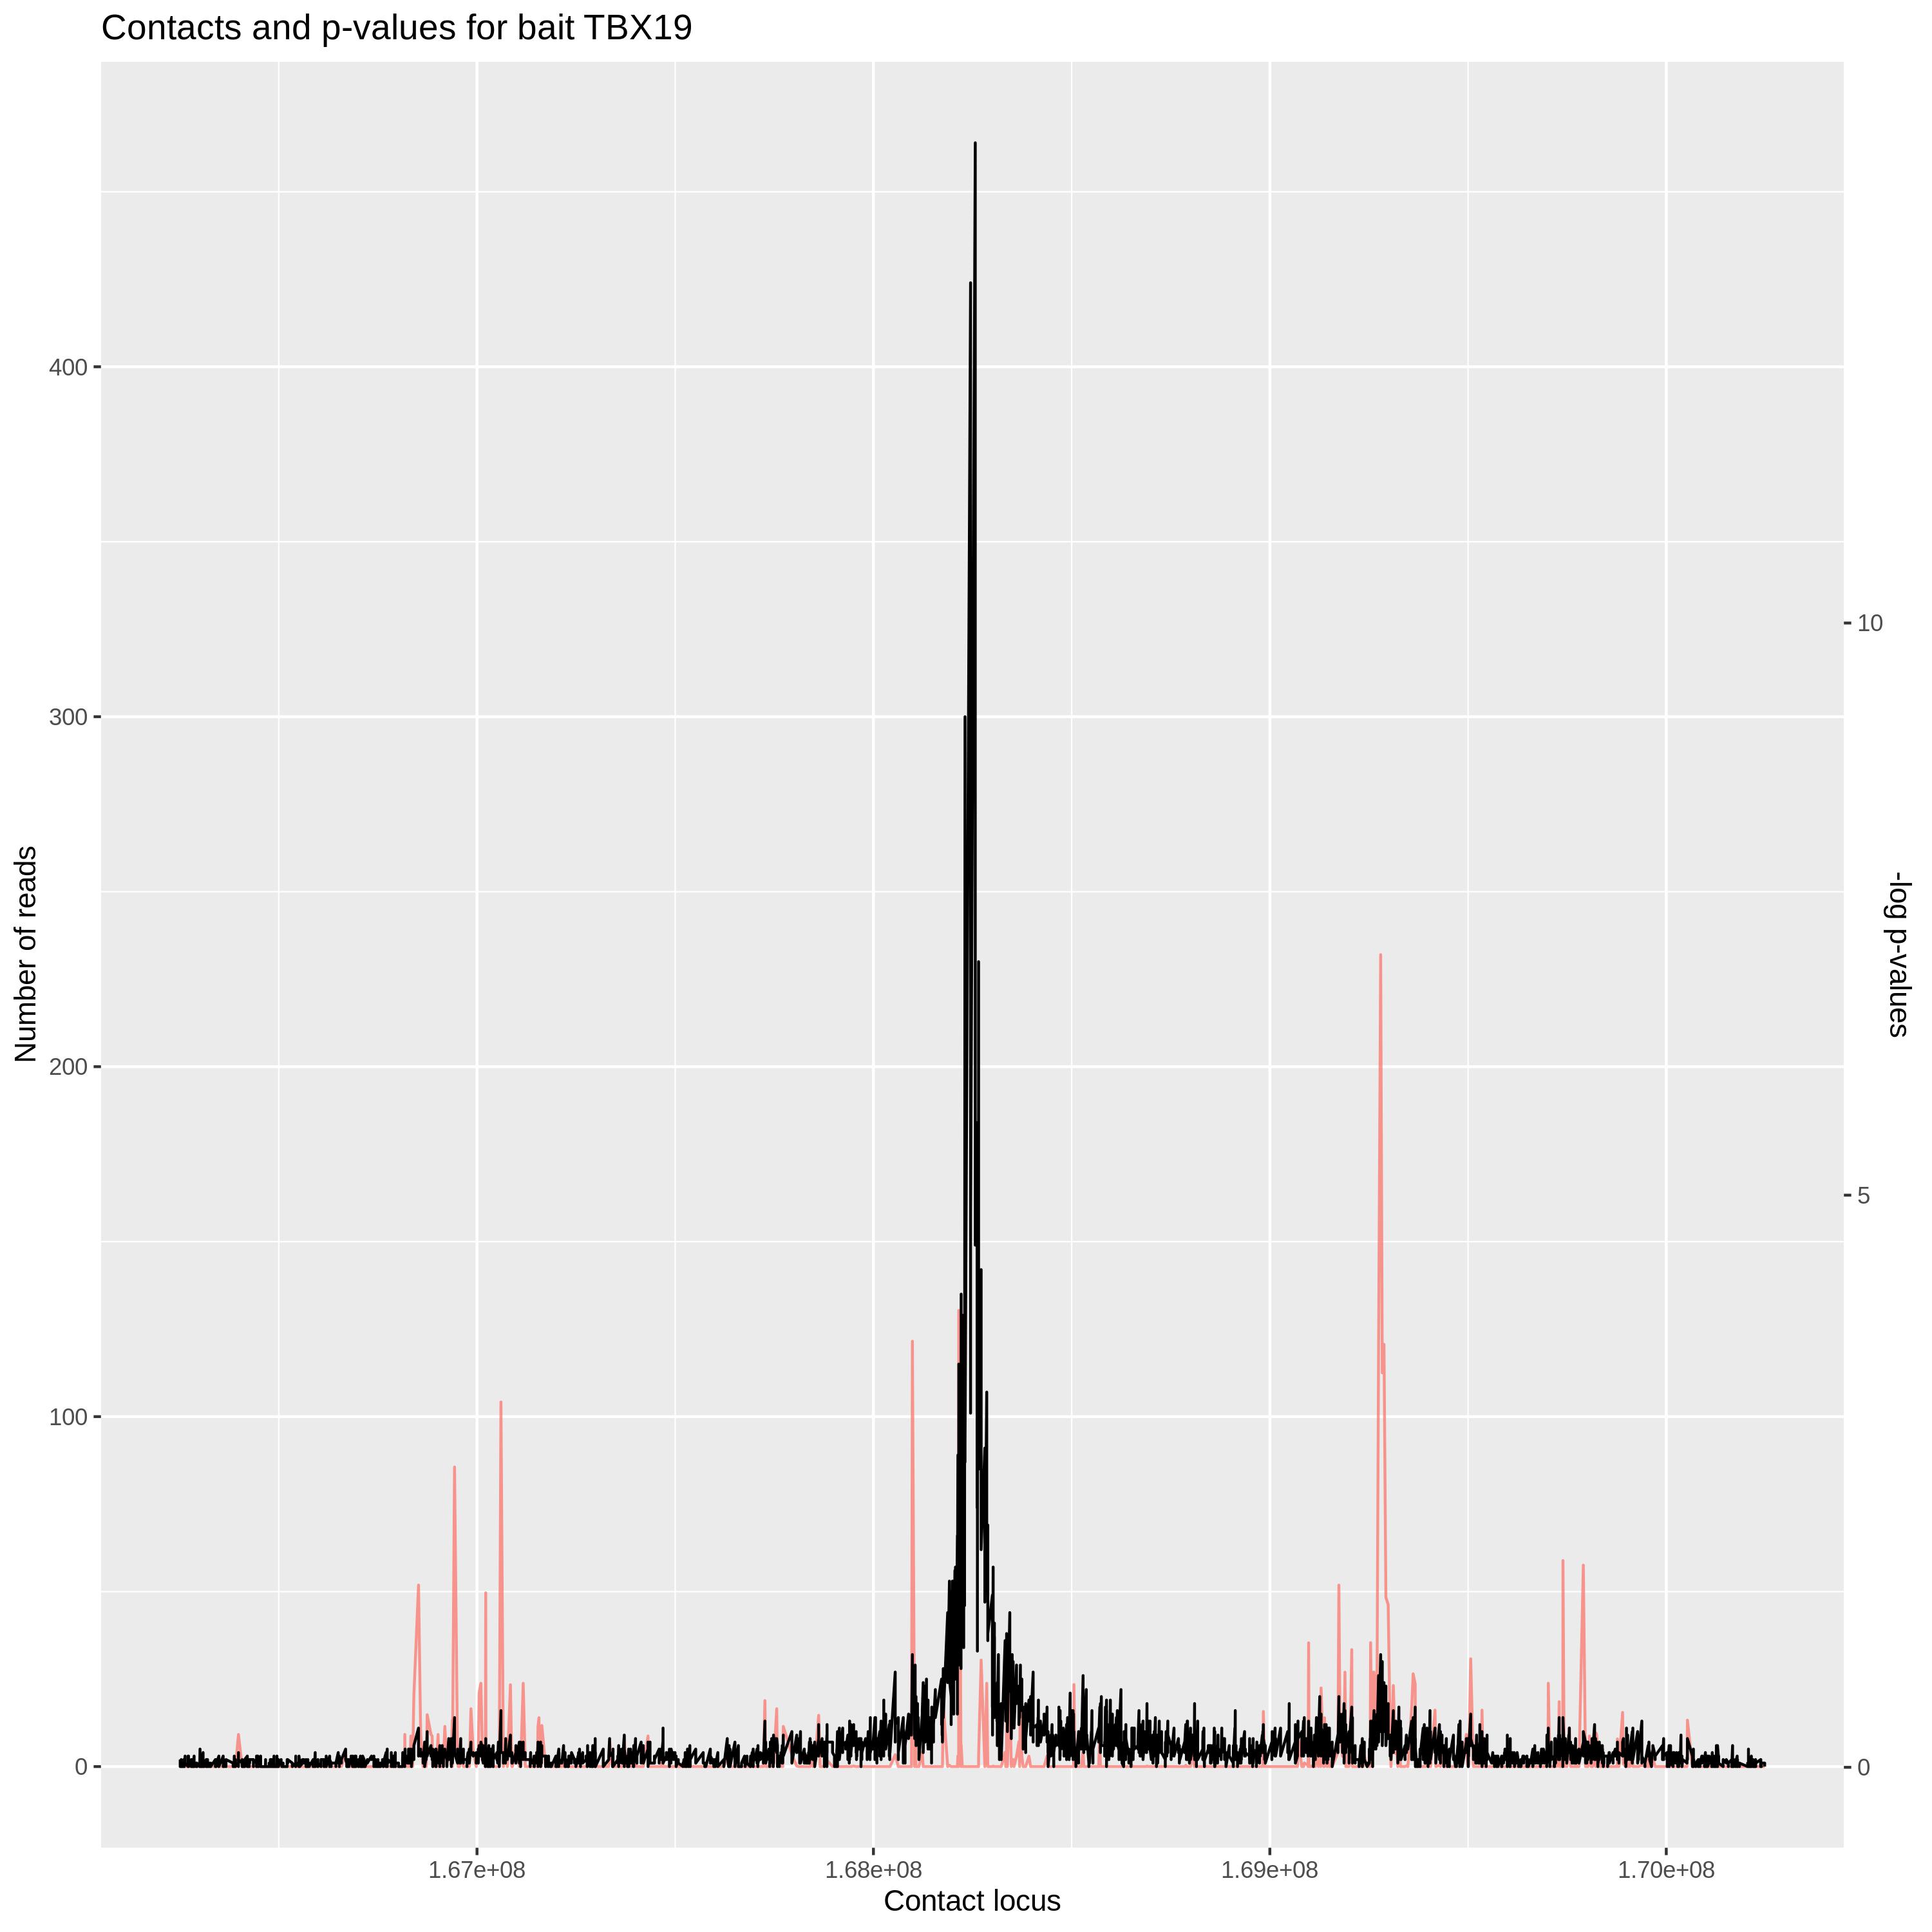 Contacts and p-values for bait TBX19
400
300
200
100
0
Number of reads
10
5
0
-log p-values
1.67e+08
1.68e+08
1.69e+08
1.70e+08
Contact locus